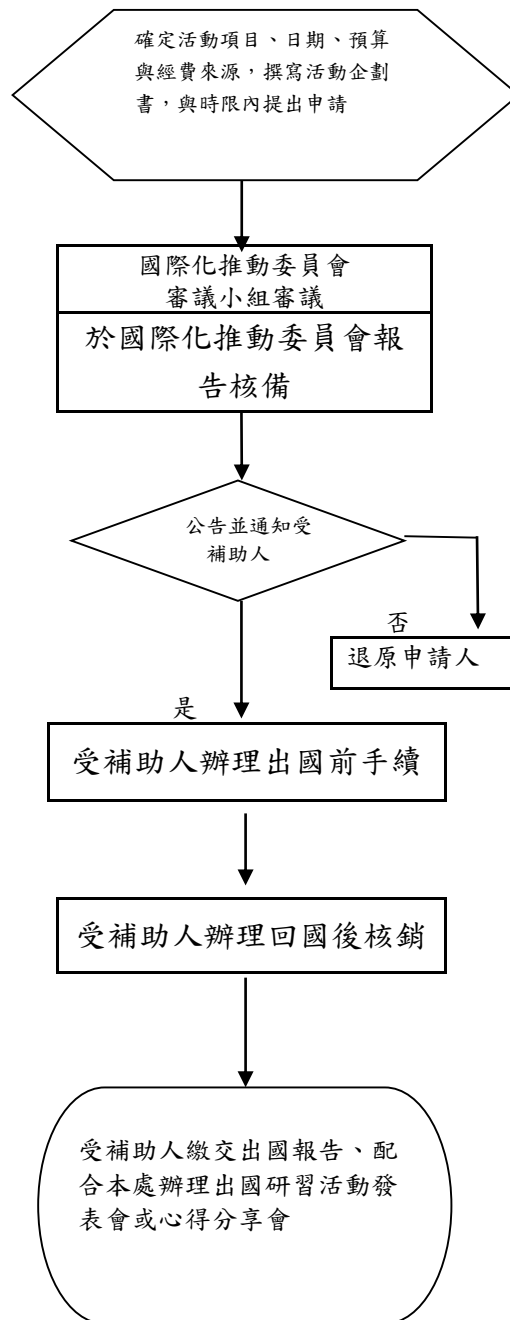 確定活動項目、日期、預算
與經費來源，撰寫活動企劃
書，與時限內提出申請
國際化推動委員會
審議小組審議
於國際化推動委員會報
告核備
公告並通知受
補助人
否
退原申請人
是
受補助人辦理出國前手續
受補助人辦理回國後核銷
受補助人繳交出國報告、配
合本處辦理出國研習活動發
表會或心得分享會